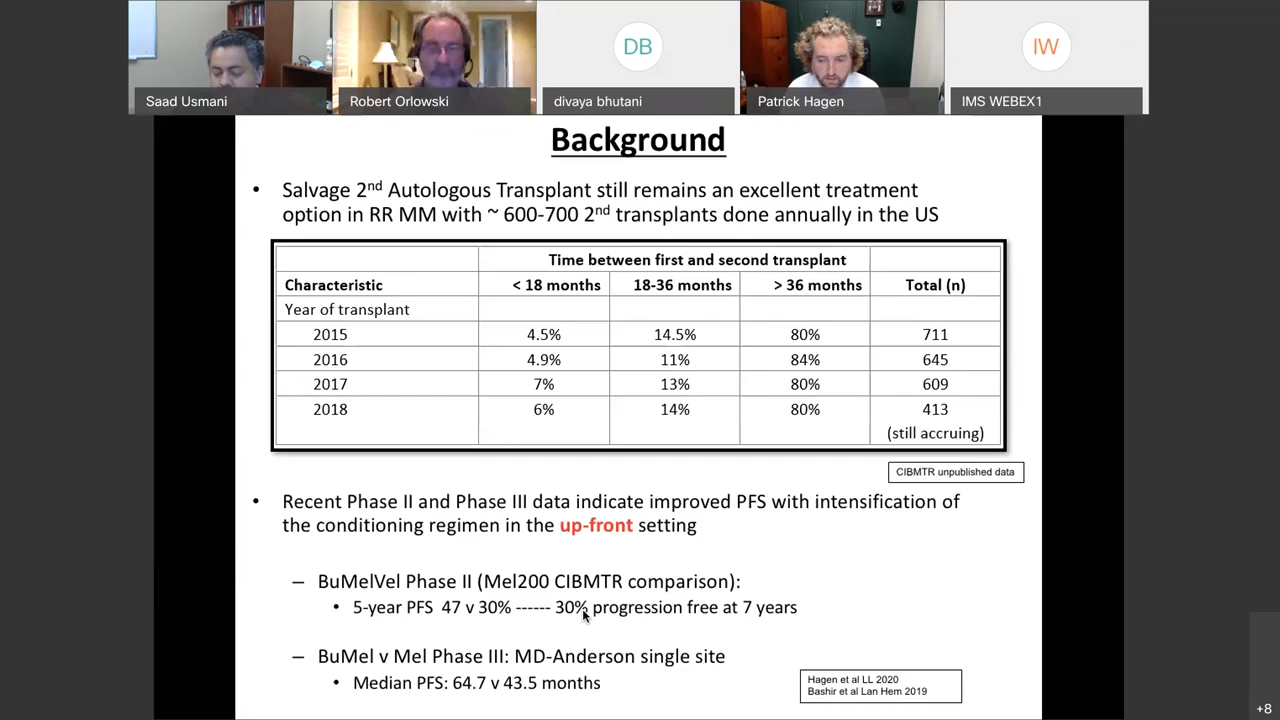 DB
IW
Saad Usmani
Robert Orlowski
divaya bhutani
Patrick Hagen
IMS WEBEX1
Background
• Salvage 2nd Autologous Transplant still remains an excellent treatment
option in RR MM with ~ 600-700 2nd transplants done annually in the US
Time between first and second transplant
Characteristic < 18 months 18-36 months > 36 months Total (n)
Year of transplant
2015 4.5% 14.5% 80% 711
2016 4.9% 11% 84% 645
2017 7% 13% 80% 609
2018 6% 14% 80% 413
(still accruing)
CIBMTR unpublished data
• Recent Phase II and Phase III data indicate improved PFS with intensification of
the conditioning regimen in the up-front setting
– BuMelVel Phase II (Mel200 CIBMTR comparison):
• 5-year PFS 47 v 30% ------ 30% progression free at 7 years
– BuMel v Mel Phase III: MD-Anderson single site
• Median PFS: 64.7 v 43.5 months
Hagen et al LL 2020
Bashir et al Lan Hem 2019
+8